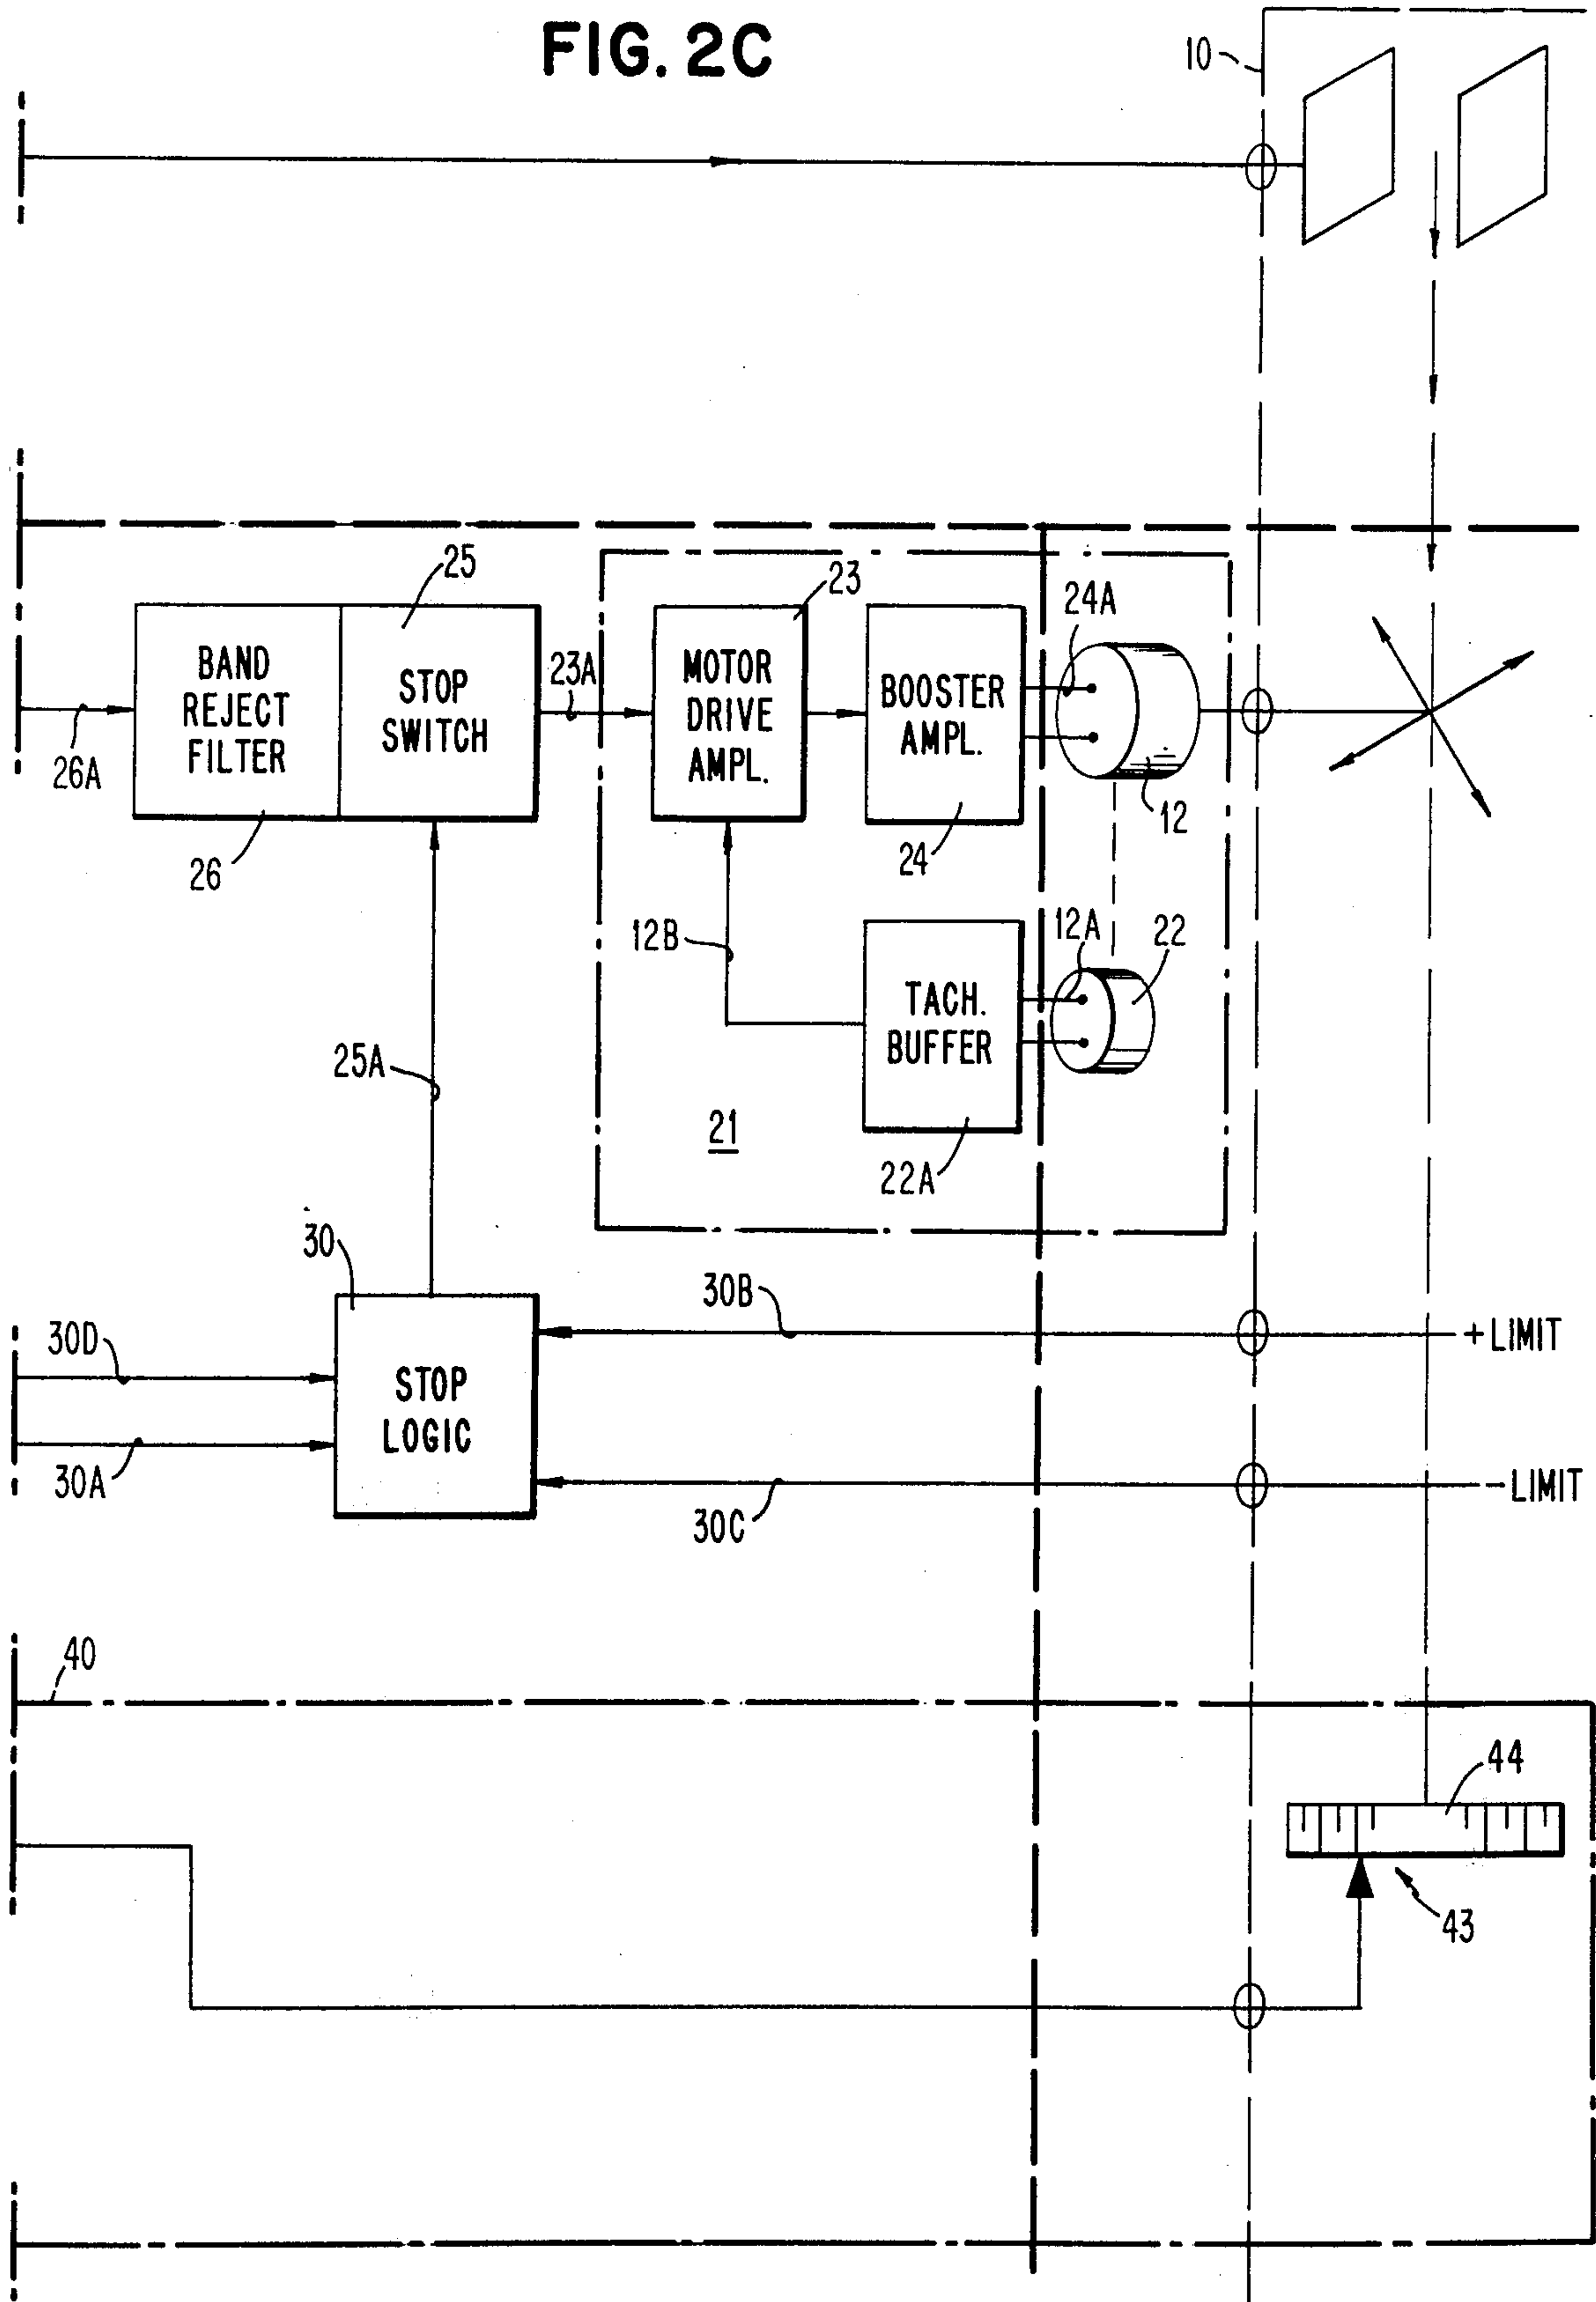 FIG. 2C
10
25
23
24A
23A
BAND
REJECT
FILTER
STOP
SWITCH
MOTOR
DRIVE
AMPL.
BOOSTER
AMPL.
26A
26
24
12
12B
12A
22
TACH.
BUFFER
25A
21
22A
30
30B
30D
+ LIMIT
STOP
LOGIC
30A
30C
- LIMIT
40
44
43